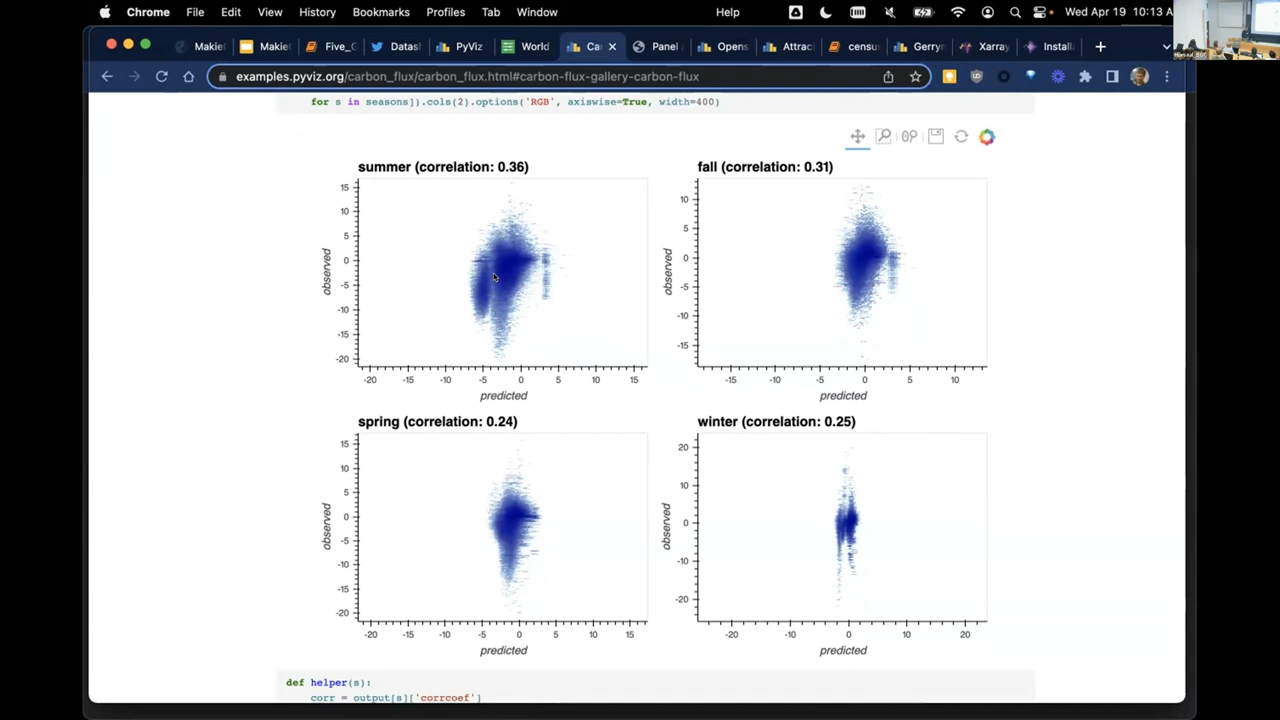 Chrome File Edit View History Bookmarks Profiles Tab Window Help Wed Apr 19 10:13 A
Makie Makie Five_G Datash PyViz World Ca Panel Opens Attrac censu Gerryn Xarray Install
examples.pyviz.org/carbon_flux/carbon_flux.html#carbon-flux-gallery-carbon-flux
for s in seasons]).cols(2).options('RGB', axiswise=True, width=400)
summer (correlation: 0.36)
15
10
5
0
-5
-10
-15
-20
observed
-20 -15 -10 -5 0 5 10 15
predicted
fall (correlation: 0.31)
10
5
0
-5
-10
-15
observed
-15 -10 -5 0 5 10
predicted
spring (correlation: 0.24)
15
10
5
0
-5
-10
-15
-20
observed
-20 -15 -10 -5 0 5 10 15
predicted
winter (correlation: 0.25)
20
10
0
-10
-20
observed
-20 -10 0 10 20
predicted
def helper(s):
corr = output[s]['corrcoef']